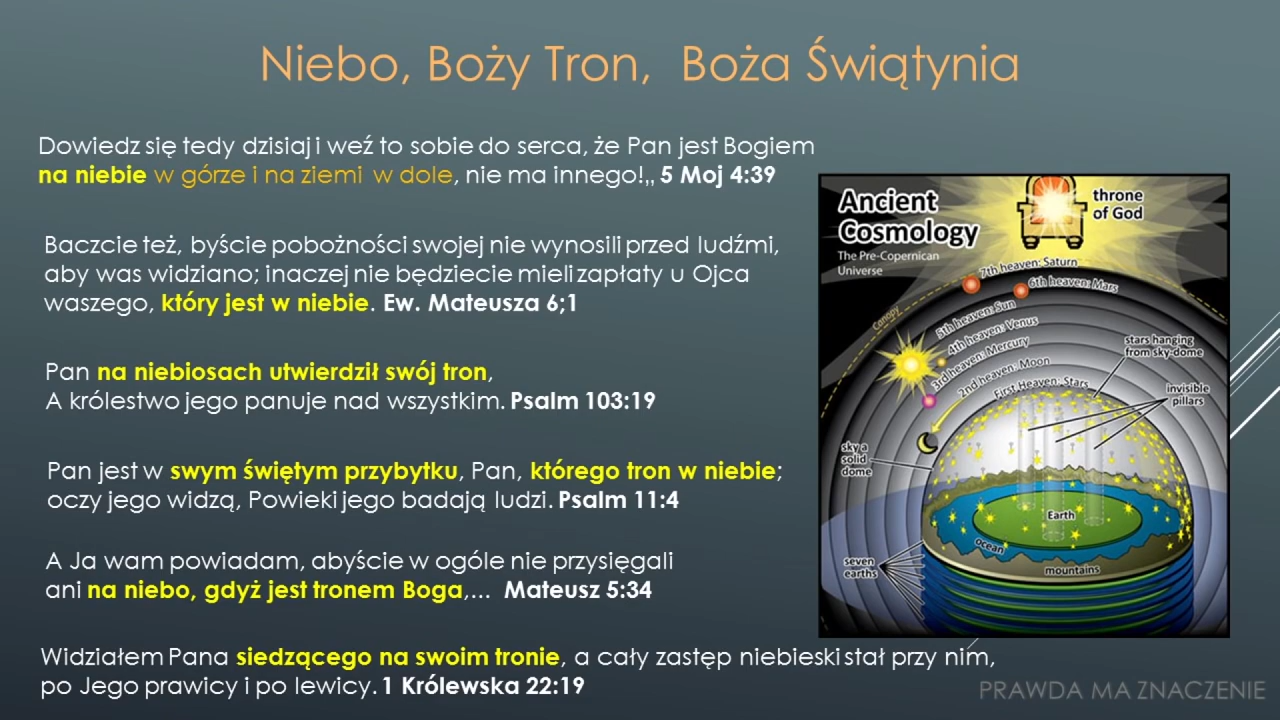 Niebo, Boży Tron, Boża Świątynia
Dowiedz się tedy dzisiaj i weź to sobie do serca, że Pan jest Bogiem
na niebie w górze i na ziemi w dole, nie ma innego!„ 5 Moj 4:39
Baczcie też, byście pobożności swojej nie wynosili przed ludźmi,
aby was widziano; inaczej nie będziecie mieli zapłaty u Ojca
waszego, który jest w niebie. Ew. Mateusza 6;1
Pan na niebiosach utwierdził swój tron,
A królestwo jego panuje nad wszystkim. Psalm 103:19
Pan jest w swym świętym przybytku, Pan, którego tron w niebie;
oczy jego widzą, Powieki jego badają ludzi. Psalm 11:4
A Ja wam powiadam, abyście w ogóle nie przysięgali
ani na niebo, gdyż jest tronem Boga,... Mateusz 5:34
Widziałem Pana siedzącego na swoim tronie, a cały zastęp niebieski stał przy nim,
po Jego prawicy i po lewicy. 1 Królewska 22:19
Ancient
Cosmology
The Pre-Copernican
Universe
throne
of God
7th heaven: Saturn
6th heaven: Mars
Canopy
5th heaven: Sun
4th heaven: Venus
3rd heaven: Mercury
2nd heaven: Moon
First Heaven: Stars
stars hanging
from sky-dome
invisible
pillars
sky a
solid
dome
Earth
ocean
mountains
seven
earths
PRAWDA MA ZNACZENIE